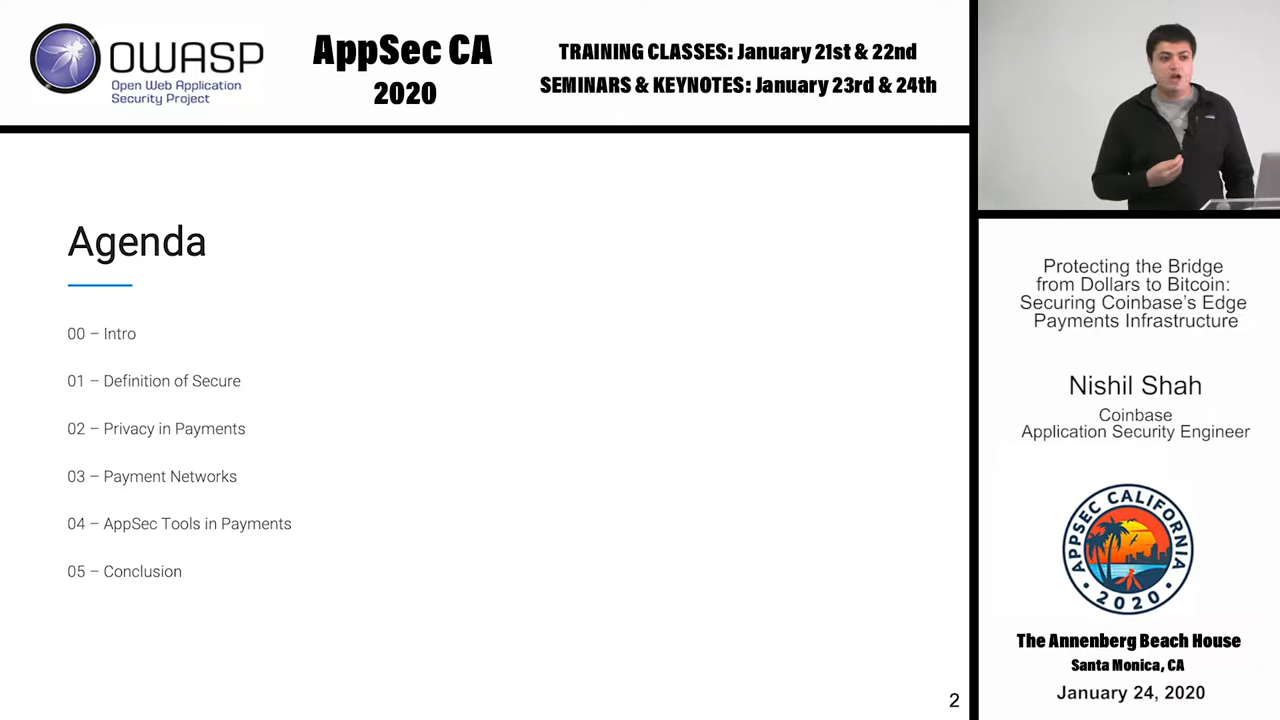 OWASP
Open Web Application
Security Project
AppSec CA
2020
TRAINING CLASSES: January 21st & 22nd
SEMINARS & KEYNOTES: January 23rd & 24th
Agenda
00 – Intro
01 – Definition of Secure
02 – Privacy in Payments
03 – Payment Networks
04 – AppSec Tools in Payments
05 – Conclusion
2
Protecting the Bridge
from Dollars to Bitcoin:
Securing Coinbase's Edge
Payments Infrastructure
Nishil Shah
Coinbase
Application Security Engineer
APPSEC CALIFORNIA
• 2020 •
The Annenberg Beach House
Santa Monica, CA
January 24, 2020